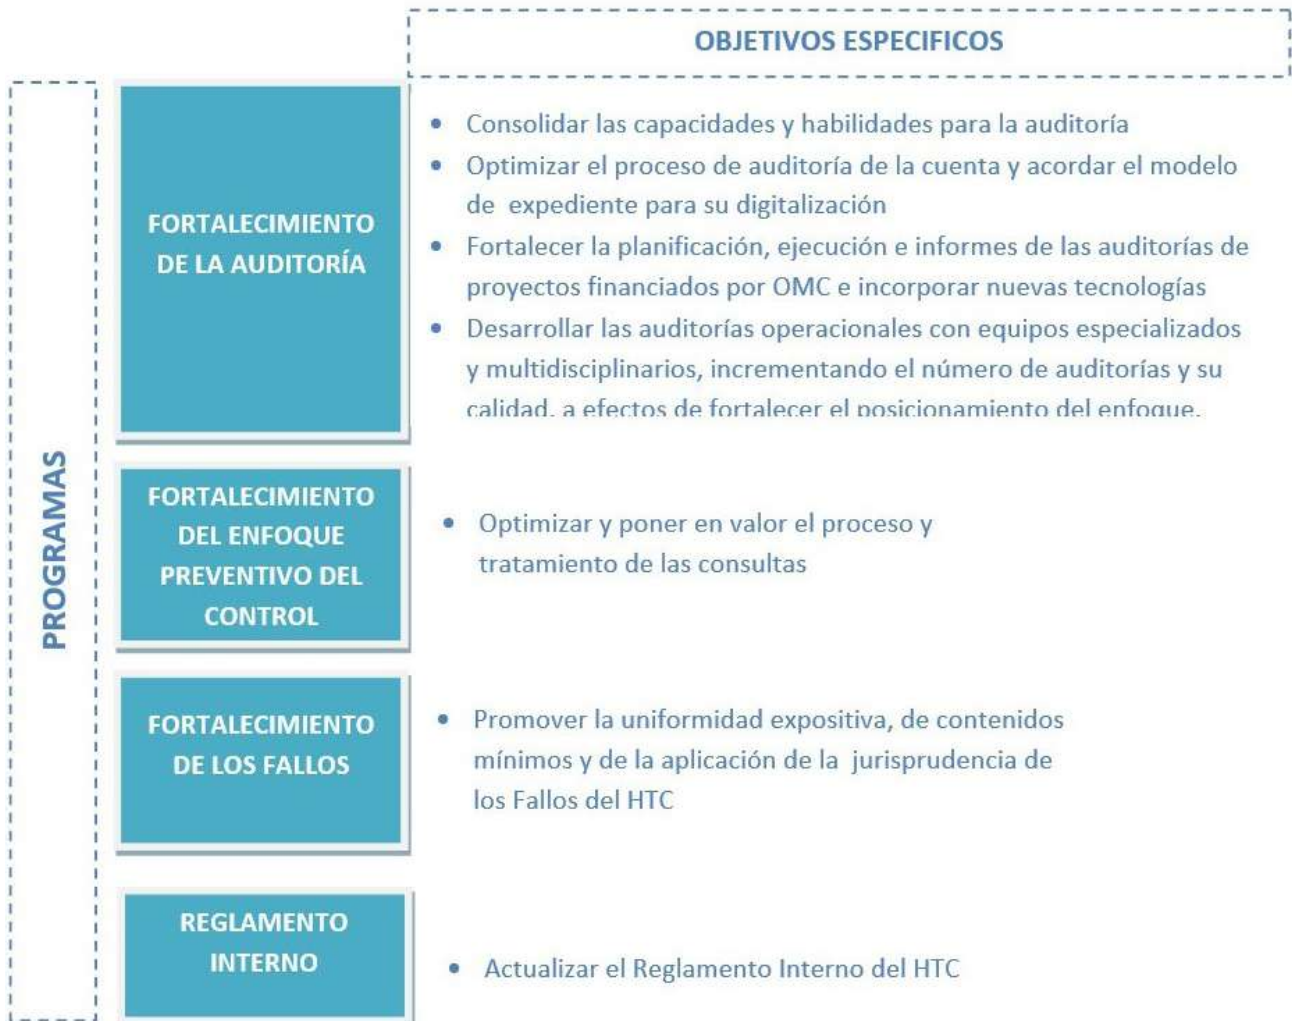 OBJETIVOS ESPECIFICOS
PROGRAMAS
FORTALECIMIENTO
DE LA AUDITORÍA
• Consolidar las capacidades y habilidades para la auditoría
• Optimizar el proceso de auditoría de la cuenta y acordar el modelo
de expediente para su digitalización
• Fortalecer la planificación, ejecución e informes de las auditorías de
proyectos financiados por OMC e incorporar nuevas tecnologías
• Desarrollar las auditorías operacionales con equipos especializados
y multidisciplinarios, incrementando el número de auditorías y su
calidad, a efectos de fortalecer el posicionamiento del enfoque.
FORTALECIMIENTO
DEL ENFOQUE
PREVENTIVO DEL
CONTROL
• Optimizar y poner en valor el proceso y
tratamiento de las consultas
FORTALECIMIENTO
DE LOS FALLOS
• Promover la uniformidad expositiva, de contenidos
mínimos y de la aplicación de la jurisprudencia de
los Fallos del HTC
REGLAMENTO
INTERNO
• Actualizar el Reglamento Interno del HTC